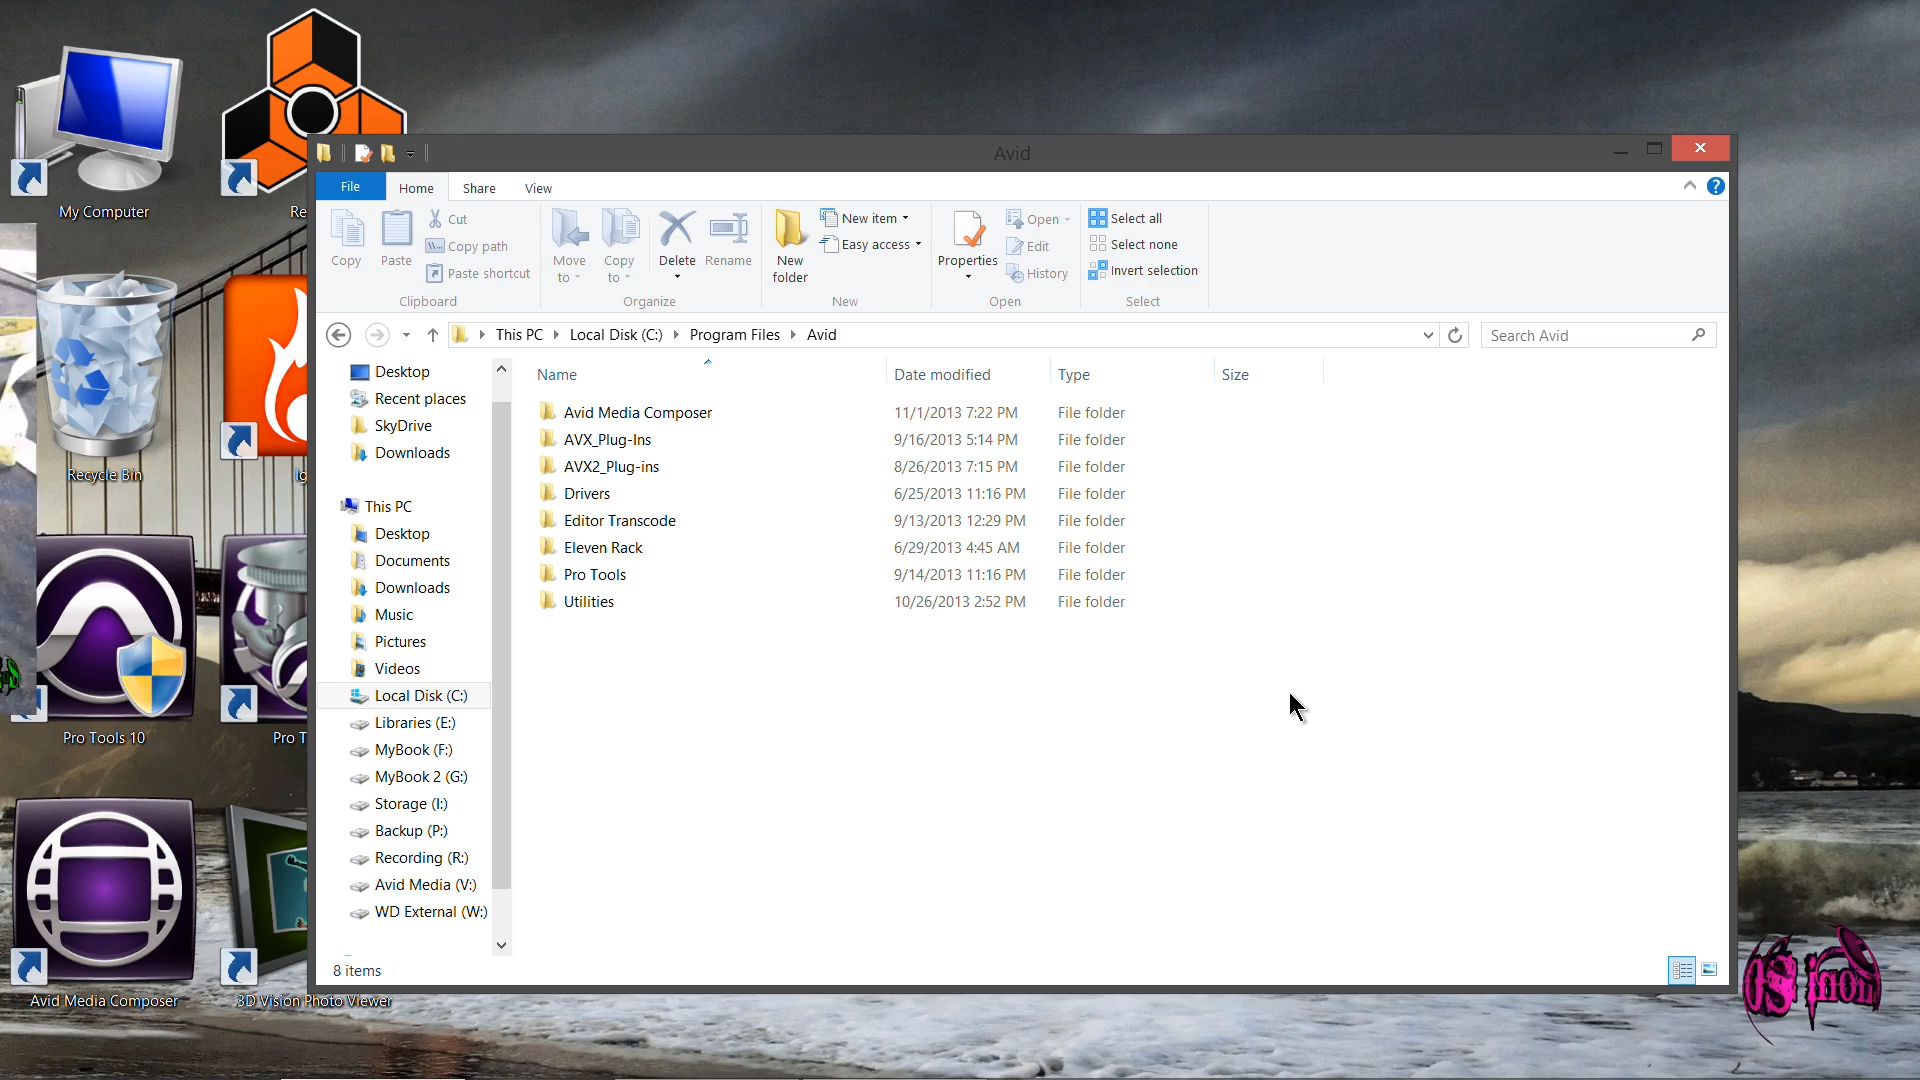 My Computer
Re
Recycle Bin
Ig
Pro Tools 10
Pro T
Avid Media Composer
3D Vision Photo Viewer
Avid
File
Home
Share
View
Copy
Paste
Cut
Copy path
Paste shortcut
Clipboard
Move to
Copy to
Delete
Rename
Organize
New folder
New item
Easy access
New
Properties
Open
Edit
History
Open
Select all
Select none
Invert selection
Select
This PC
Local Disk (C:)
Program Files
Avid
Search Avid
Desktop
Recent places
SkyDrive
Downloads
This PC
Desktop
Documents
Downloads
Music
Pictures
Videos
Local Disk (C:)
Libraries (E:)
MyBook (F:)
MyBook 2 (G:)
Storage (I:)
Backup (P:)
Recording (R:)
Avid Media (V:)
WD External (W:)
Name Date modified Type Size
Avid Media Composer 11/1/2013 7:22 PM File folder
AVX_Plug-Ins 9/16/2013 5:14 PM File folder
AVX2_Plug-ins 8/26/2013 7:15 PM File folder
Drivers 6/25/2013 11:16 PM File folder
Editor Transcode 9/13/2013 12:29 PM File folder
Eleven Rack 6/29/2013 4:45 AM File folder
Pro Tools 9/14/2013 11:16 PM File folder
Utilities 10/26/2013 2:52 PM File folder
8 items